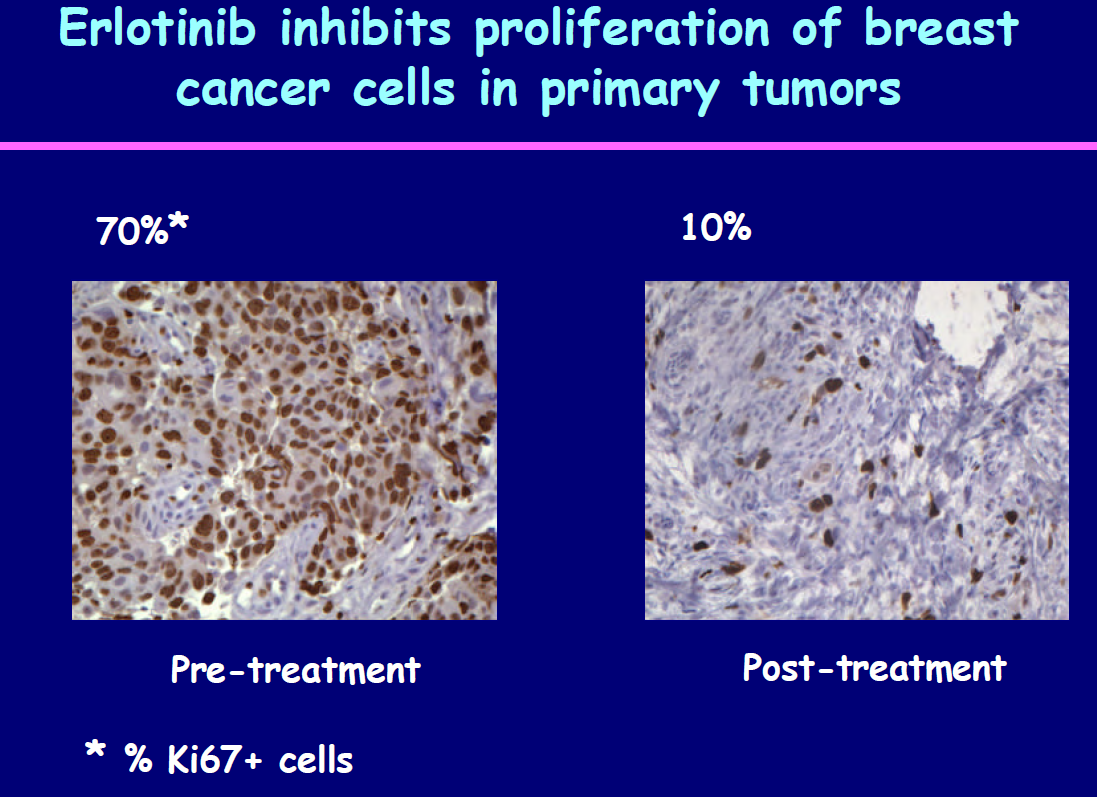 Erlotinib inhibits proliferation of breast
cancer cells in primary tumors
70%*
10%
Pre-treatment
Post-treatment
* % Ki67+ cells